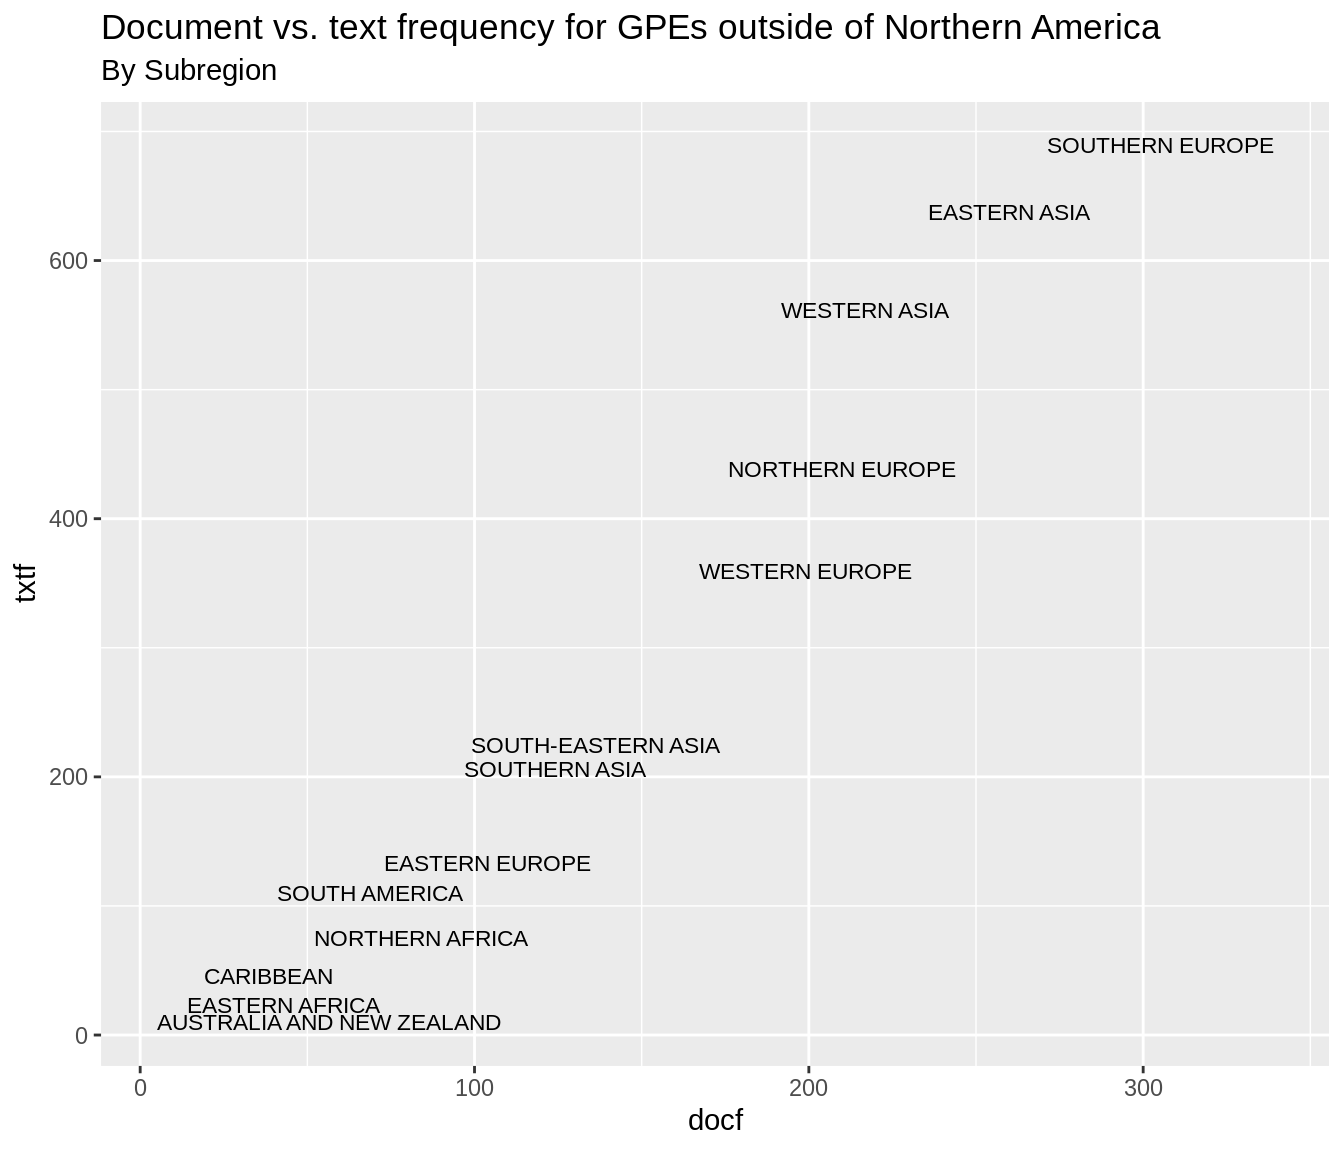 Document vs. text frequency for GPEs outside of Northern America
By Subregion
SOUTHERN EUROPE
EASTERN ASIA
600
WESTERN ASIA
NORTHERN EUROPE
400
txtf
WESTERN EUROPE
SOUTH-EASTERN ASIA
SOUTHERN ASIA
200
EASTERN EUROPE
SOUTH AMERICA
NORTHERN AFRICA
CARIBBEAN
EASTERN AFRICA
AUSTRALIA AND NEW ZEALAND
0
0 100 200 300
docf